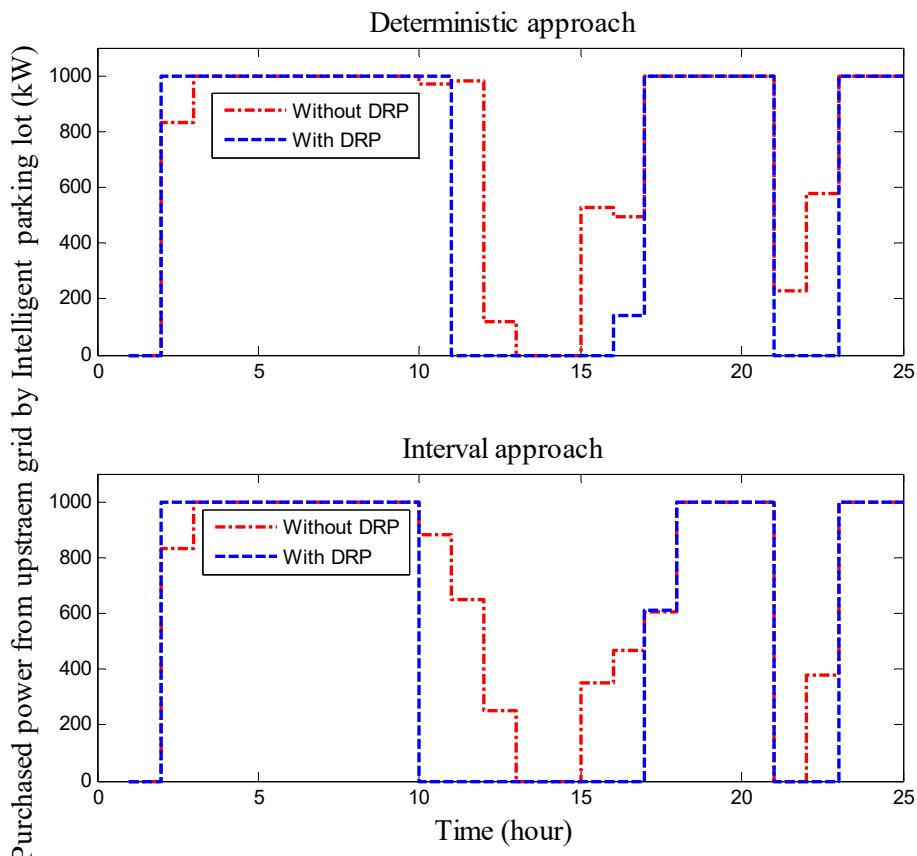 Deterministic approach
Purchased power from upstraem grid by Intelligent parking lot (kW)
1000
800
600
400
200
0
Without DRP
With DRP
0 5 10 15 20 25
Interval approach
1000
800
600
400
200
0
Without DRP
With DRP
0 5 10 15 20 25
Time (hour)